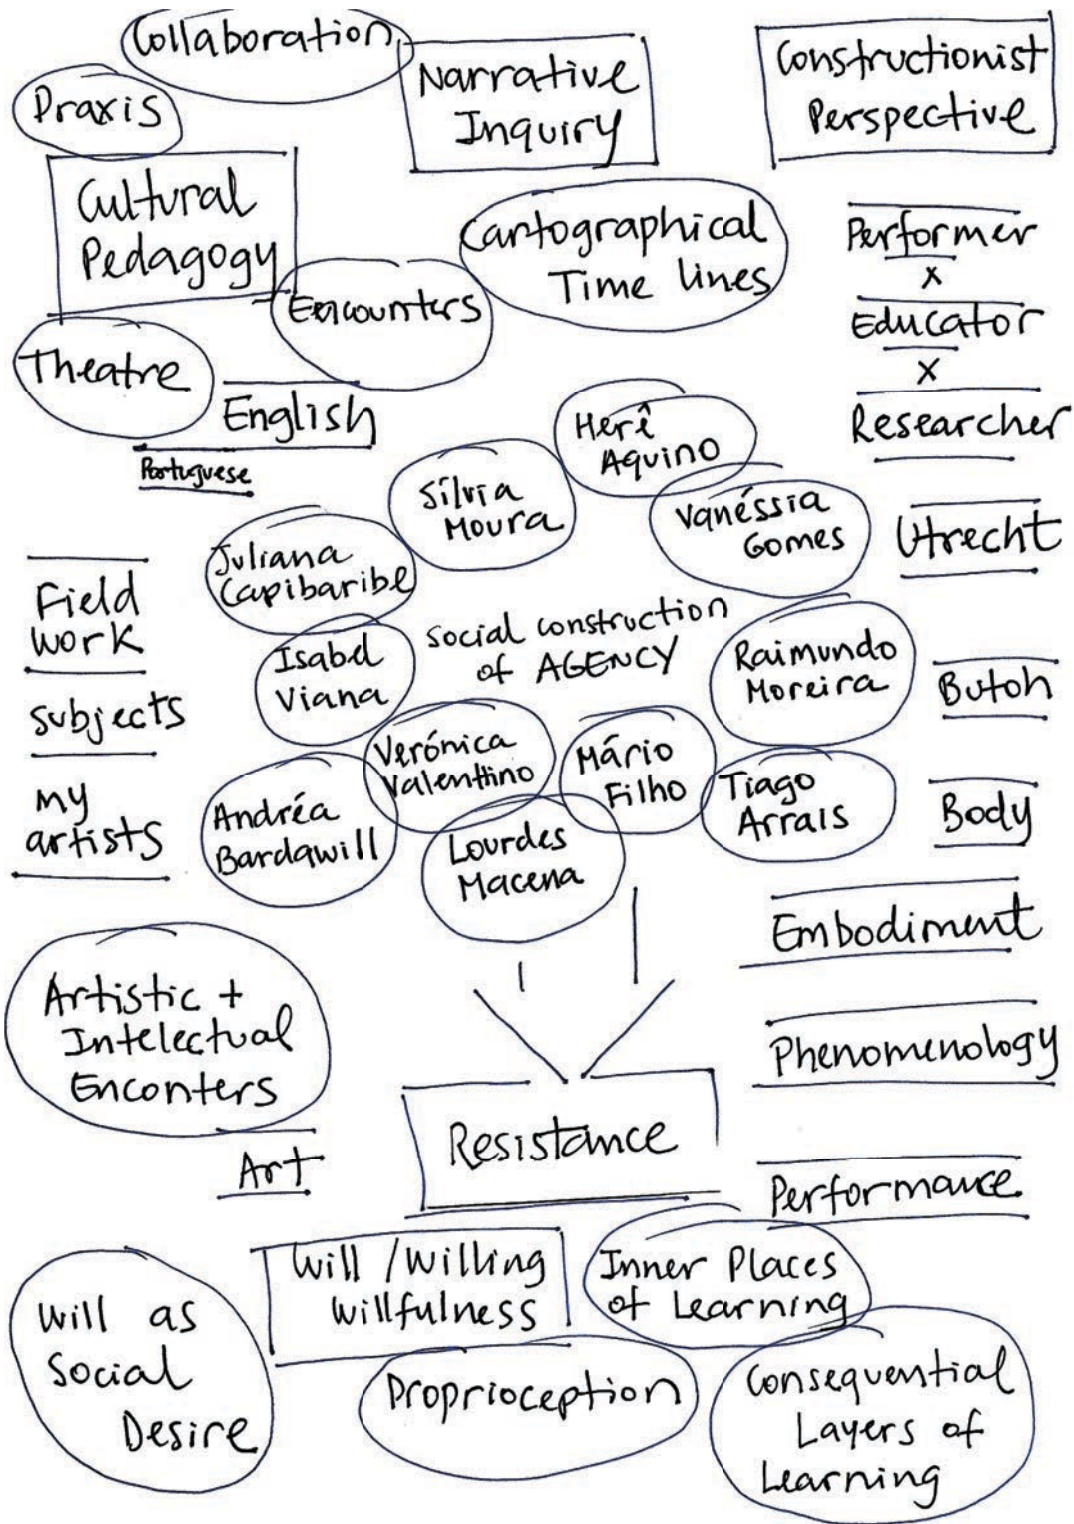 Collaboration
Praxis
Narrative
Inquiry
Constructionist
Perspective
Cultural
Pedagogy
Cartographical
Time lines
Encounters
Performer
x
Educator
x
Researcher
Theatre
English
Portuguese
Herê
Aquino
Sílvia
Moura
Vanéssia
Gomes
Utrecht
Juliana
Capibaribe
Field
work
subjects
my
artists
social construction
of AGENCY
Isabel
Viana
Raimundo
Moreira
Butoh
Verónica
Valenttino
Mário
Filho
Tiago
Arrais
Body
Andréa
Bardawill
Lourdes
Macena
Embodiment
Artistic +
Intelectual
Enconters
Phenomenology
Resistance
Art
Performance
Will / Willing
Willfulness
Inner Places
of Learning
Will as
Social
Desire
Proprioception
Consequential
Layers of
Learning